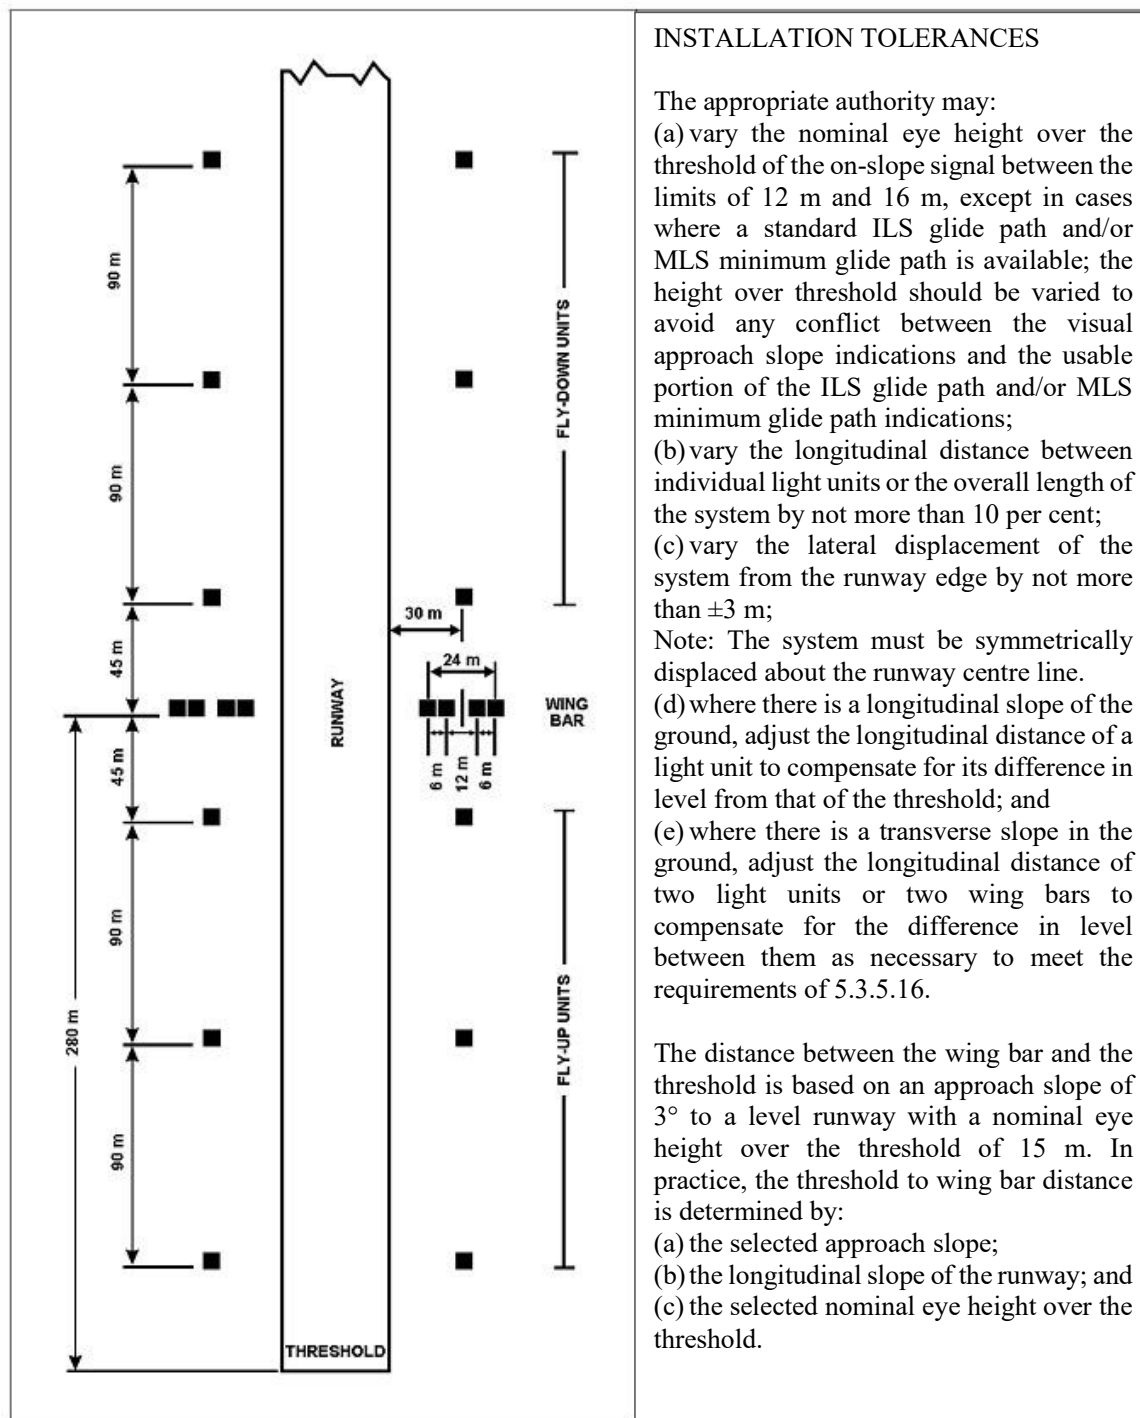 90 m
90 m
45 m
45 m
280 m
90 m
90 m
RUNWAY
THRESHOLD
30 m
24 m
6 m
12 m
6 m
FLY-DOWN UNITS
WING
BAR
FLY-UP UNITS
INSTALLATION TOLERANCES
The appropriate authority may:
(a) vary the nominal eye height over the
threshold of the on-slope signal between the
limits of 12 m and 16 m, except in cases
where a standard ILS glide path and/or
MLS minimum glide path is available; the
height over threshold should be varied to
avoid any conflict between the visual
approach slope indications and the usable
portion of the ILS glide path and/or MLS
minimum glide path indications;
(b) vary the longitudinal distance between
individual light units or the overall length of
the system by not more than 10 per cent;
(c) vary the lateral displacement of the
system from the runway edge by not more
than ±3 m;
Note: The system must be symmetrically
displaced about the runway centre line.
(d) where there is a longitudinal slope of the
ground, adjust the longitudinal distance of a
light unit to compensate for its difference in
level from that of the threshold; and
(e) where there is a transverse slope in the
ground, adjust the longitudinal distance of
two light units or two wing bars to
compensate for the difference in level
between them as necessary to meet the
requirements of 5.3.5.16.
The distance between the wing bar and the
threshold is based on an approach slope of
3° to a level runway with a nominal eye
height over the threshold of 15 m. In
practice, the threshold to wing bar distance
is determined by:
(a) the selected approach slope;
(b) the longitudinal slope of the runway; and
(c) the selected nominal eye height over the
threshold.